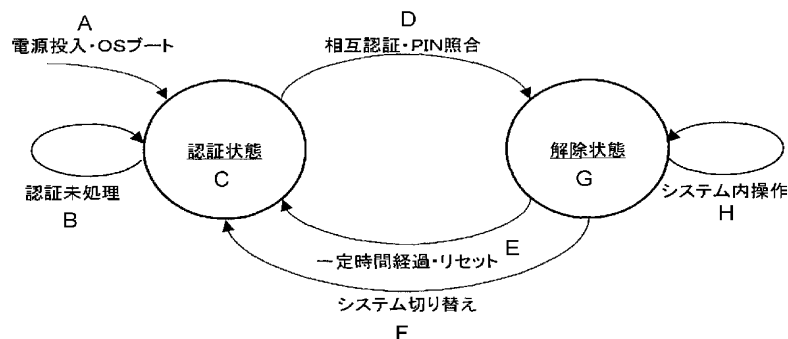 A
電源投入・OSブート
D
相互認証・PIN照合
認証状態
C
解除状態
G
認証未処理
B
システム内操作
H
E
一定時間経過・リセット
システム切り替え
F